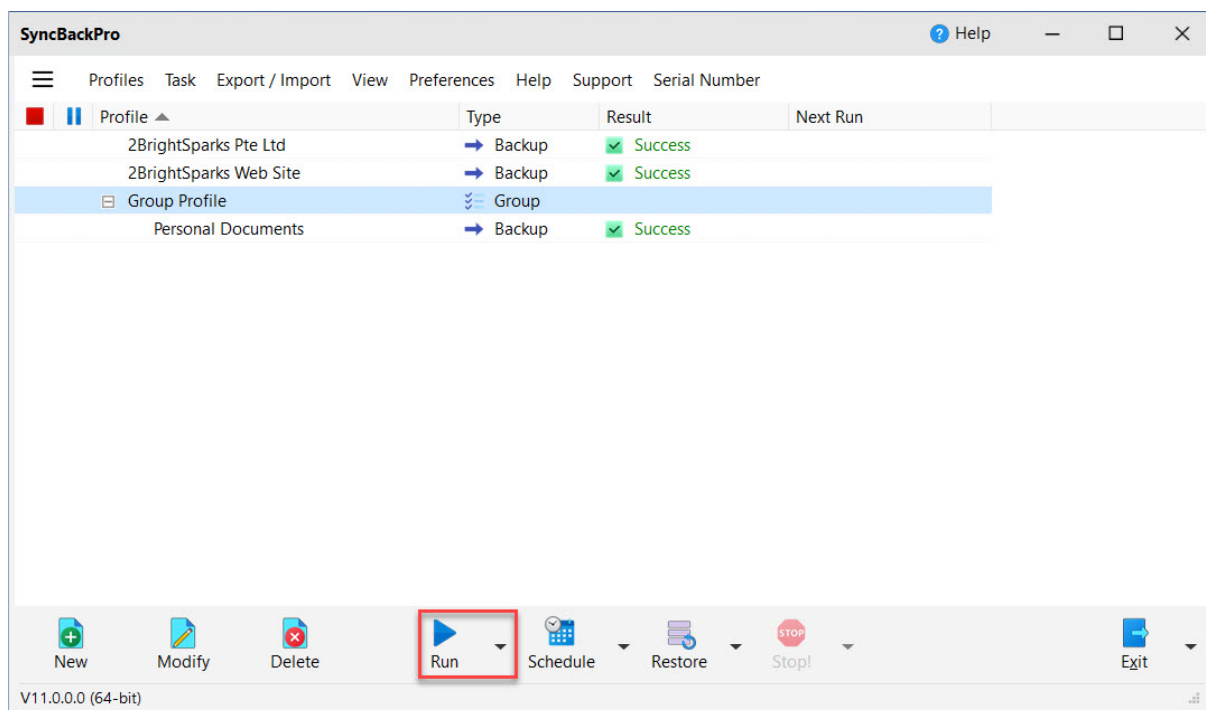 SyncBackPro Help
Profiles Task Export / Import View Preferences Help Support Serial Number
Profile Type Result Next Run
2BrightSparks Pte Ltd Backup Success
2BrightSparks Web Site Backup Success
Group Profile Group
Personal Documents Backup Success
STOP
New Modify Delete Run Schedule Restore Stop! Exit
V11.0.0.0 (64-bit)